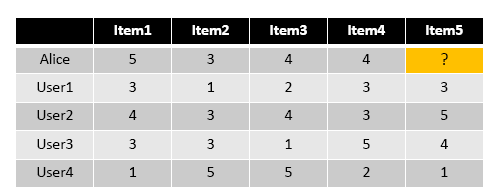 Item1 Item2 Item3 Item4 Item5
Alice 5 3 4 4 ?
User1 3 1 2 3 3
User2 4 3 4 3 5
User3 3 3 1 5 4
User4 1 5 5 2 1